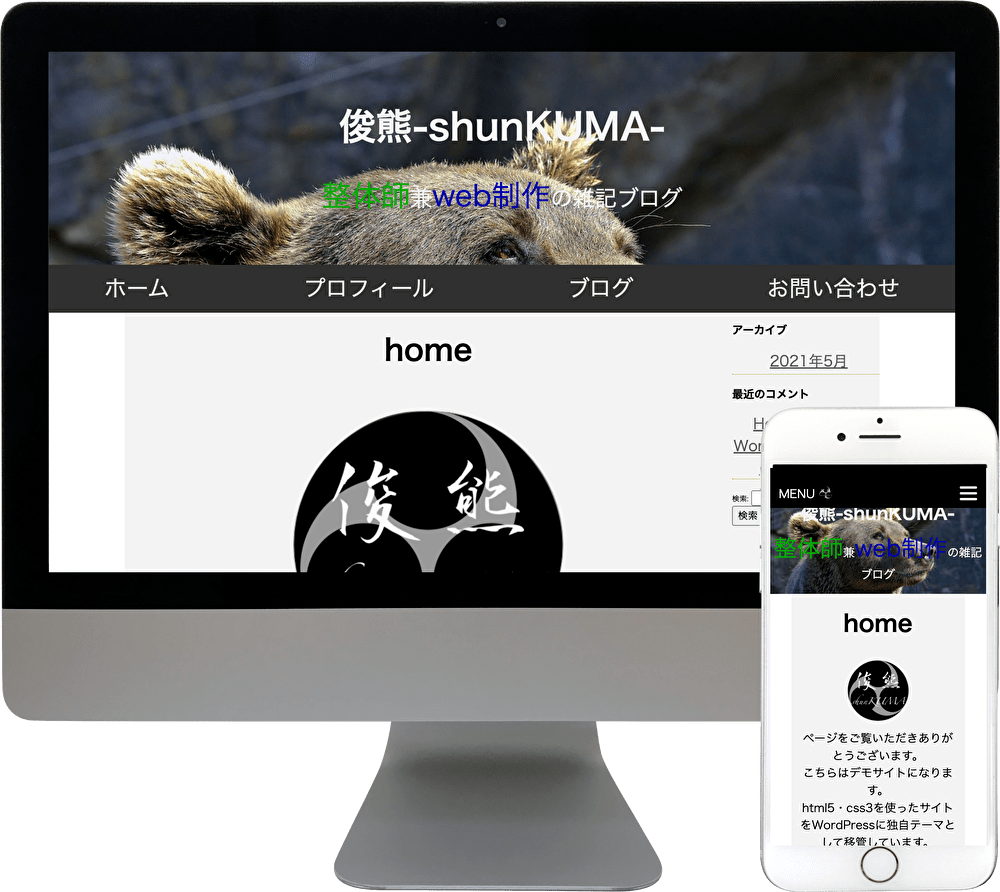 俊熊-shunKUMA-
整体師兼web制作の雑記ブログ
ホーム プロフィール ブログ お問い合わせ
home
俊 熊
アーカイブ
2021年5月
最近のコメント
検索:
検索
MENU
俊熊-shunKUMA-
整体師兼web制作の雑記
ブログ
home
俊 熊
shunKUMA
ページをご覧いただきありが
とうございます。
こちらはデモサイトになりま
す。
html5・css3を使ったサイト
をWordPressに独自テーマと
して移管しています。